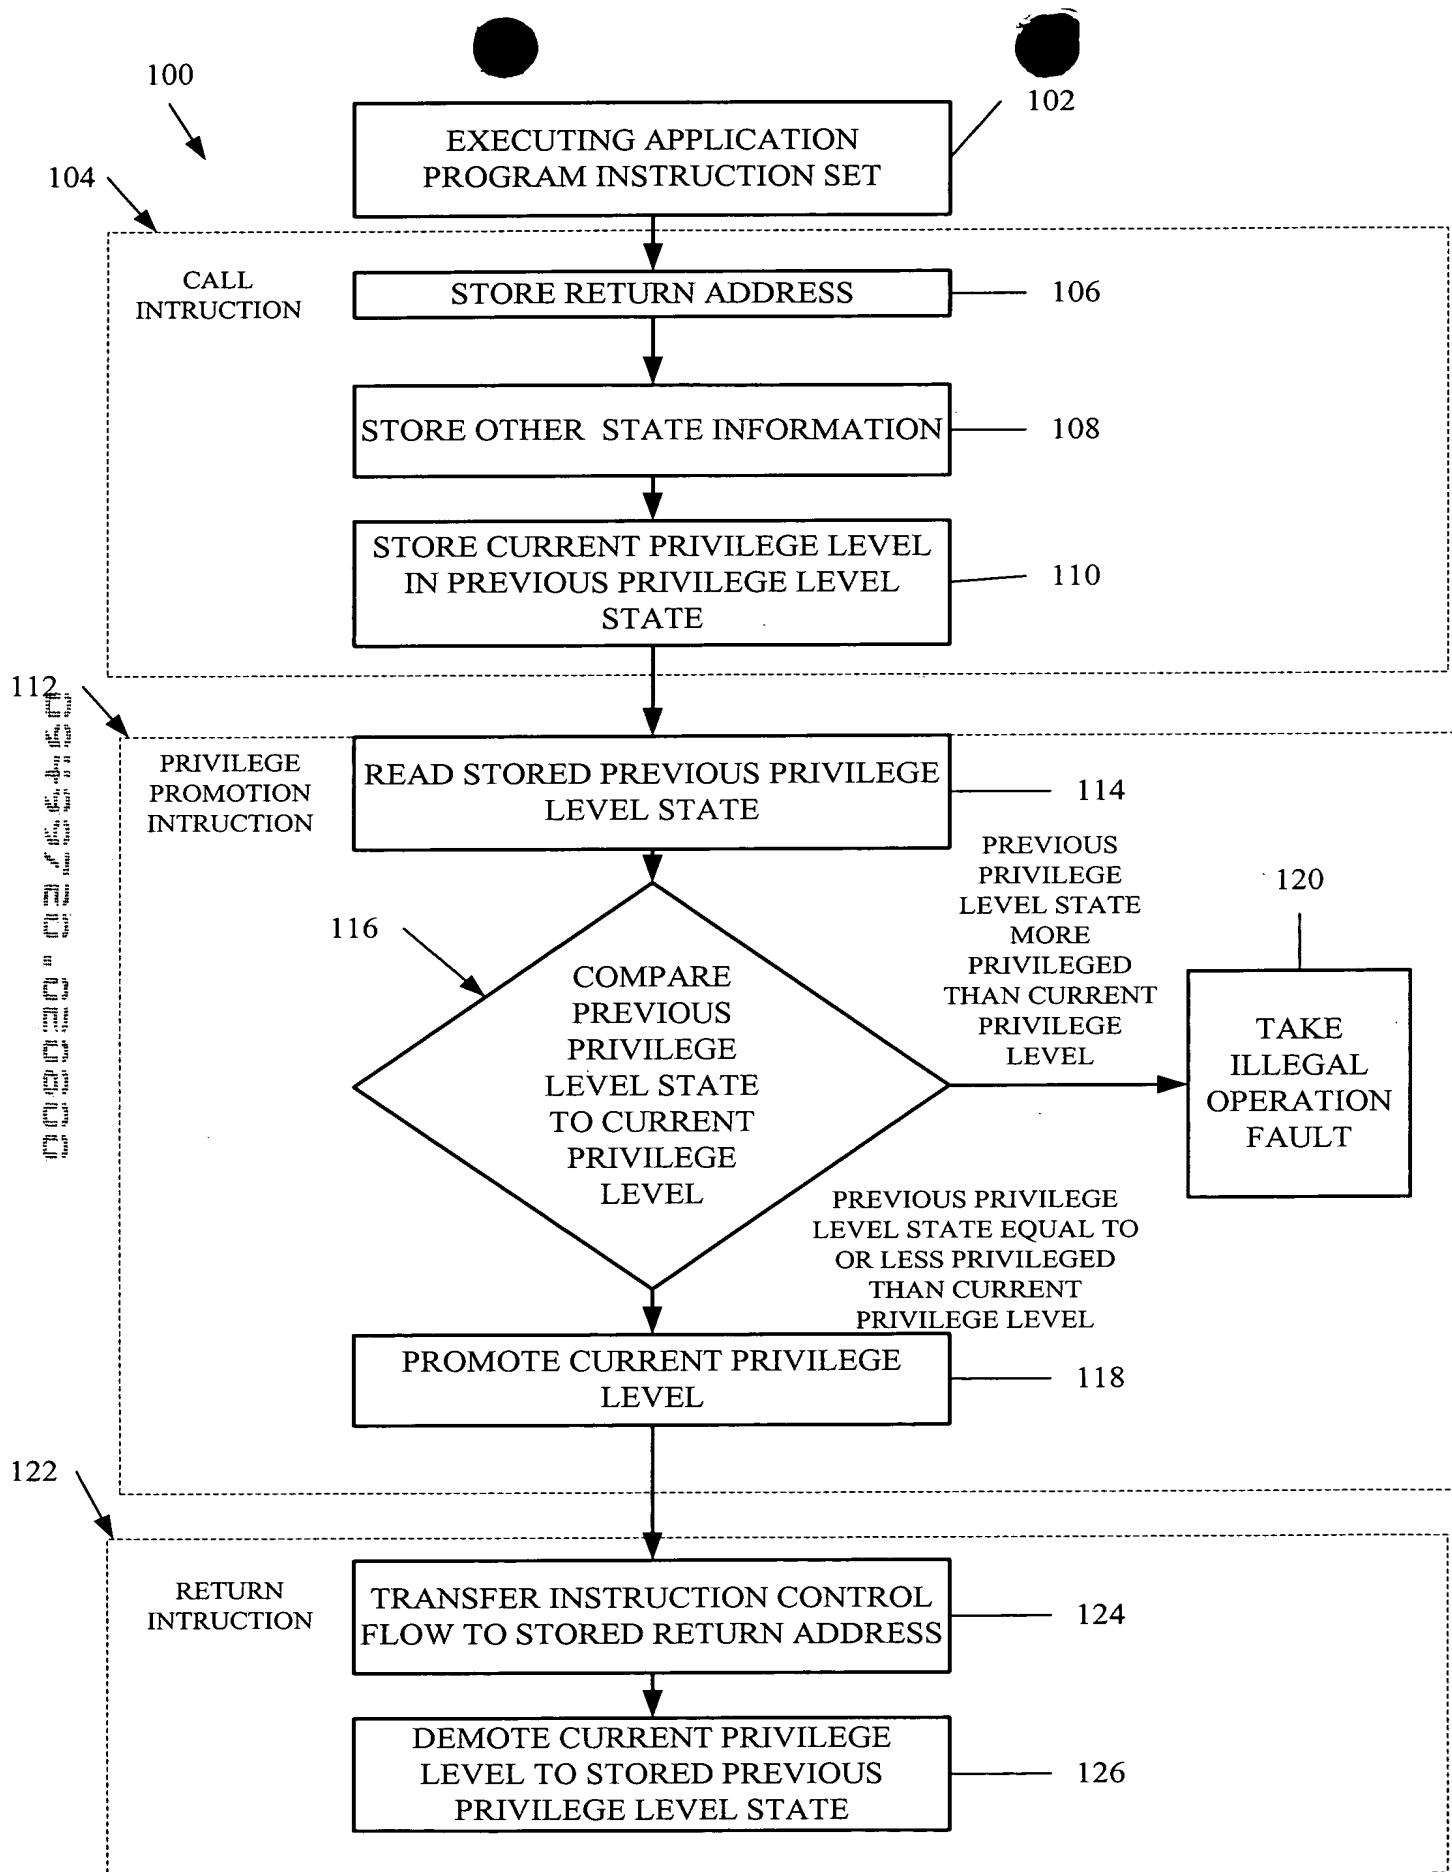 100
102
EXECUTING APPLICATION
PROGRAM INSTRUCTION SET
104
CALL
INTRUCTION
STORE RETURN ADDRESS
106
STORE OTHER STATE INFORMATION
108
STORE CURRENT PRIVILEGE LEVEL
IN PREVIOUS PRIVILEGE LEVEL
STATE
110
112
PRIVILEGE
PROMOTION
INTRUCTION
READ STORED PREVIOUS PRIVILEGE
LEVEL STATE
114
116
COMPARE
PREVIOUS
PRIVILEGE
LEVEL STATE
TO CURRENT
PRIVILEGE
LEVEL
PREVIOUS
PRIVILEGE
LEVEL STATE
MORE
PRIVILEGED
THAN CURRENT
PRIVILEGE
LEVEL
120
TAKE
ILLEGAL
OPERATION
FAULT
PREVIOUS PRIVILEGE
LEVEL STATE EQUAL TO
OR LESS PRIVILEGED
THAN CURRENT
PRIVILEGE LEVEL
PROMOTE CURRENT PRIVILEGE
LEVEL
118
122
RETURN
INTRUCTION
TRANSFER INSTRUCTION CONTROL
FLOW TO STORED RETURN ADDRESS
124
DEMOTE CURRENT PRIVILEGE
LEVEL TO STORED PREVIOUS
PRIVILEGE LEVEL STATE
126